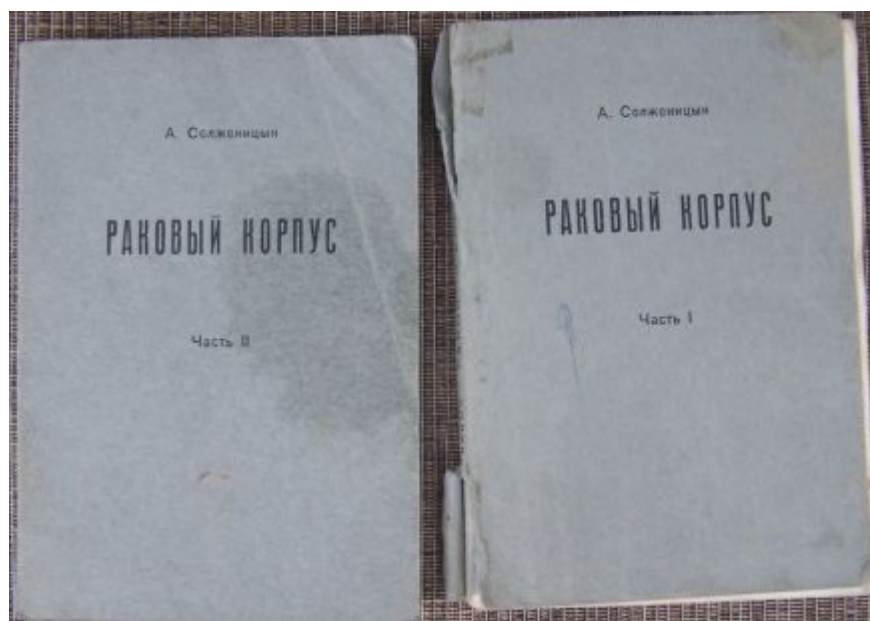 А. Солженицын
РАКОВЫЙ КОРПУС
Часть II
А. Солженицын
РАКОВЫЙ КОРПУС
Часть I